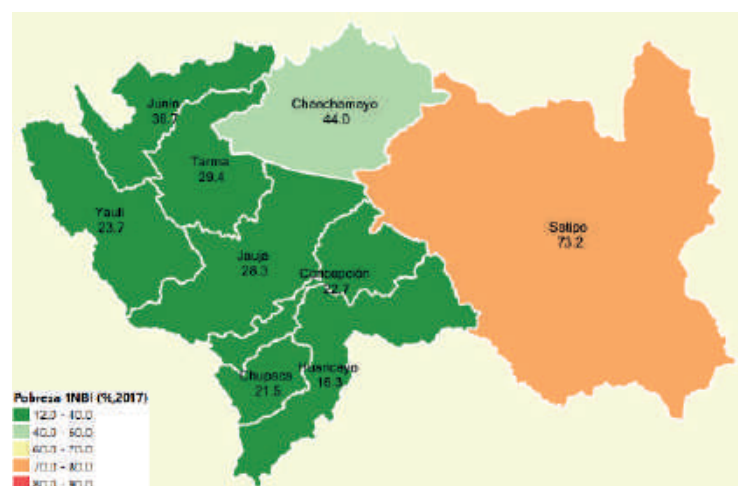 Junín
38.7
Chanchamayo
44.0
Tarma
29.4
Yauli
23.7
Satipo
73.2
Jauja
28.3
Concepción
22.7
Chupaca
21.5
Huancayo
16.3
Pobreza 1NBI (%,2017)
12.0 - 40.0
40.0 - 60.0
60.0 - 70.0
70.0 - 80.0